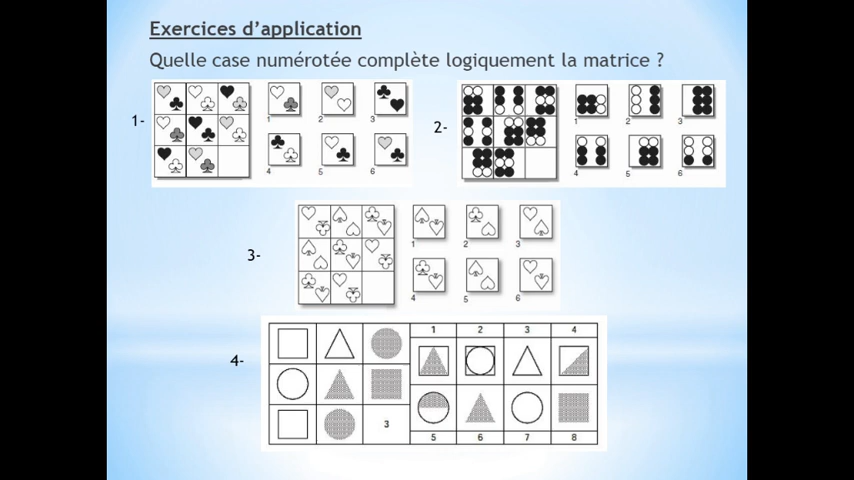 Exercices d'application
Quelle case numérotée complète logiquement la matrice ?
1-
1 2 3
4 5 6
2-
1 2 3
4 5 6
3-
1 2 3
4 5 6
4-
1 2 3 4
3
5 6 7 8